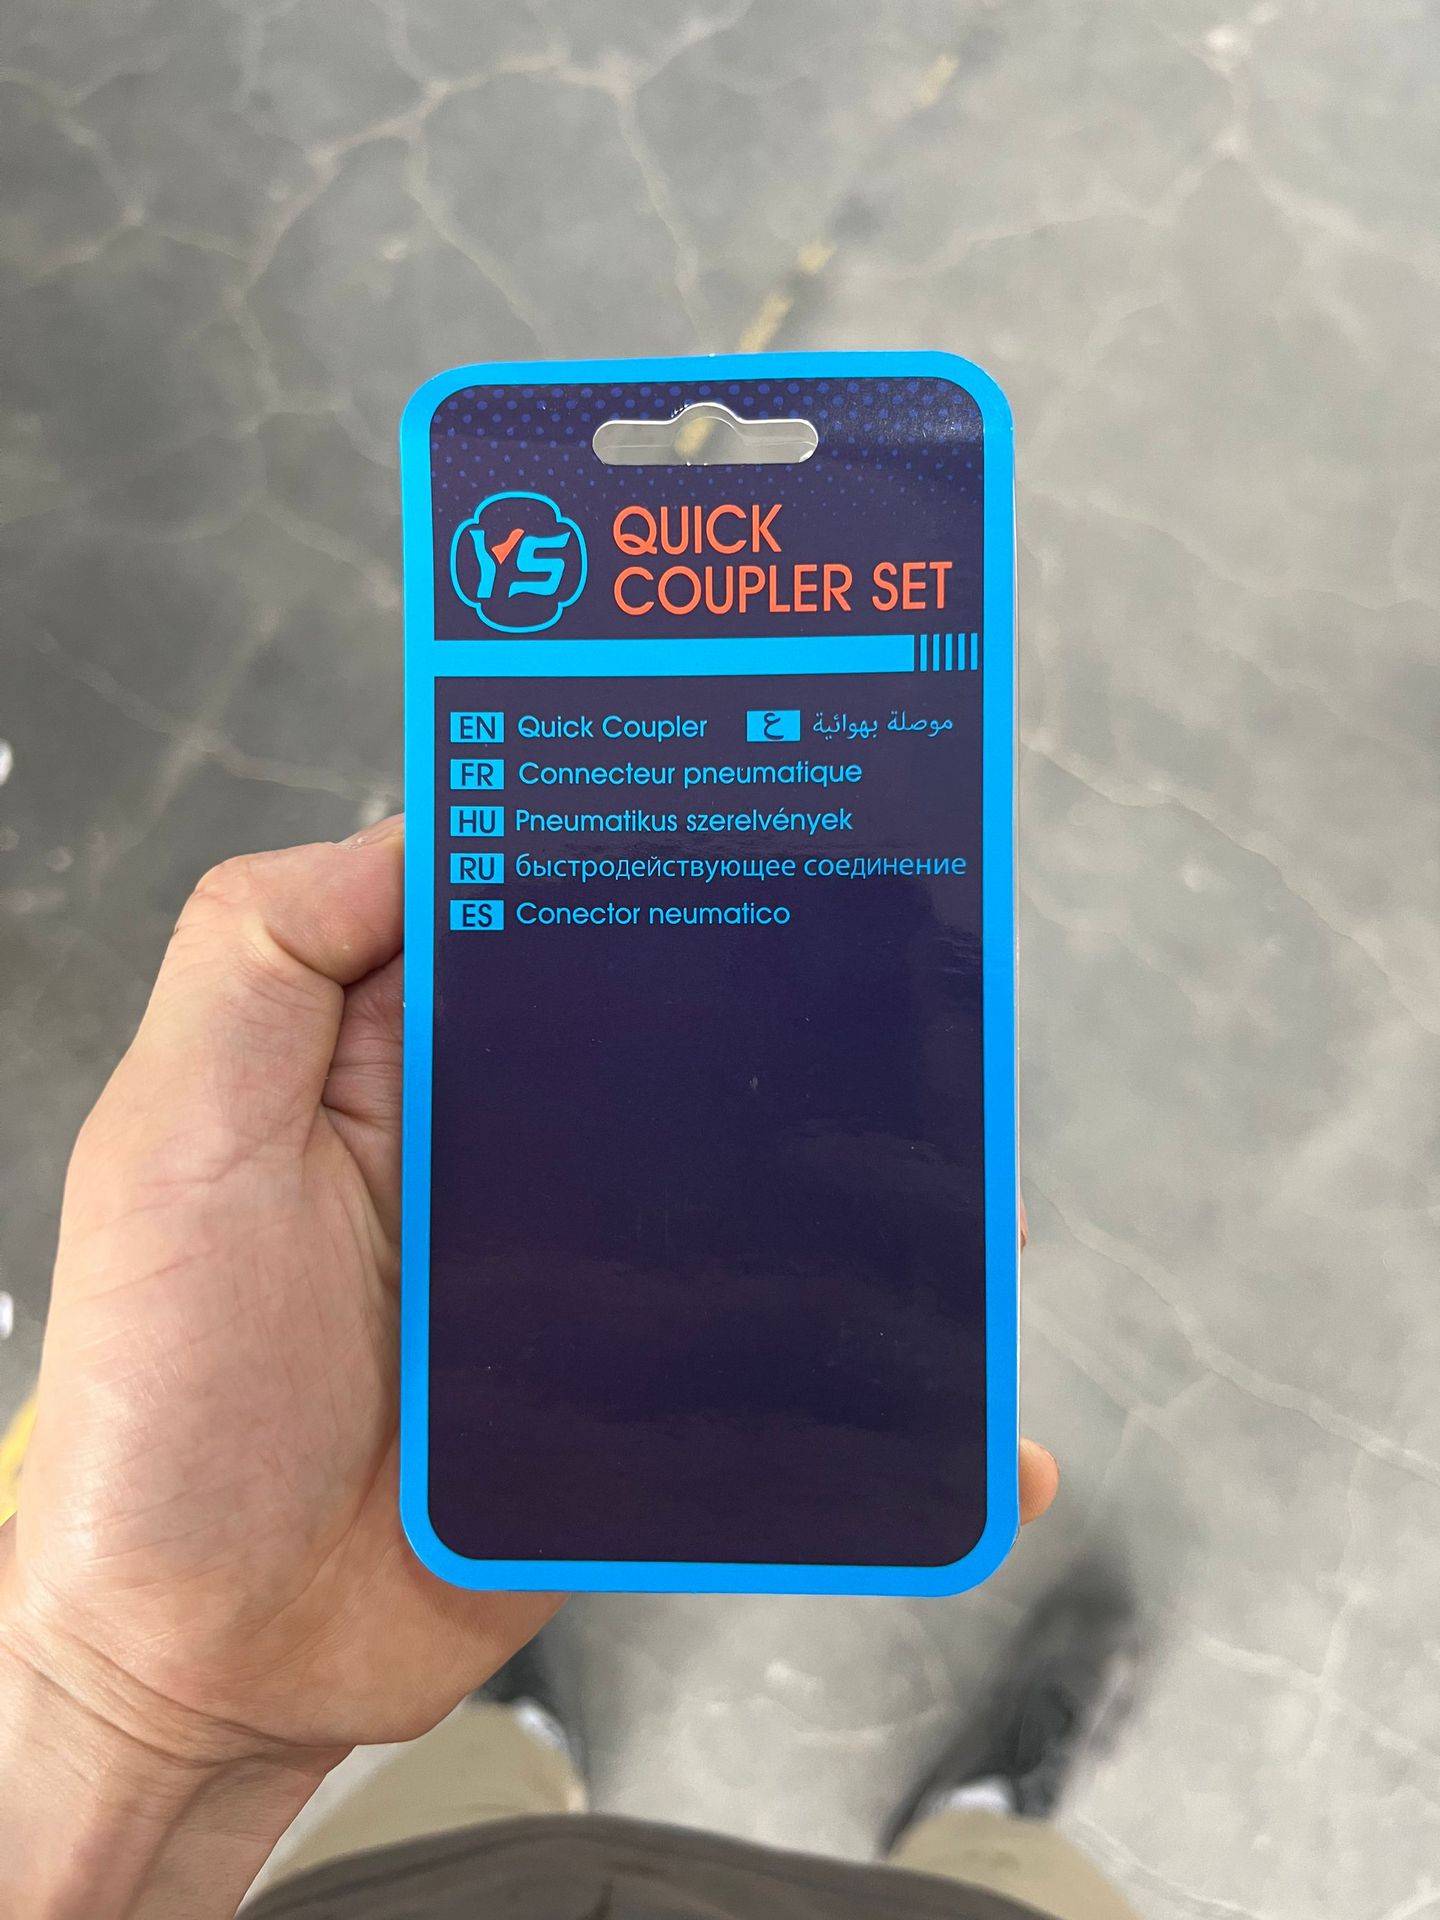 YS
QUICK
COUPLER SET
EN Quick Coupler ع موصلة بهوائية
FR Connecteur pneumatique
HU Pneumatikus szerelvények
RU быстродействующее соединение
ES Conector neumatico